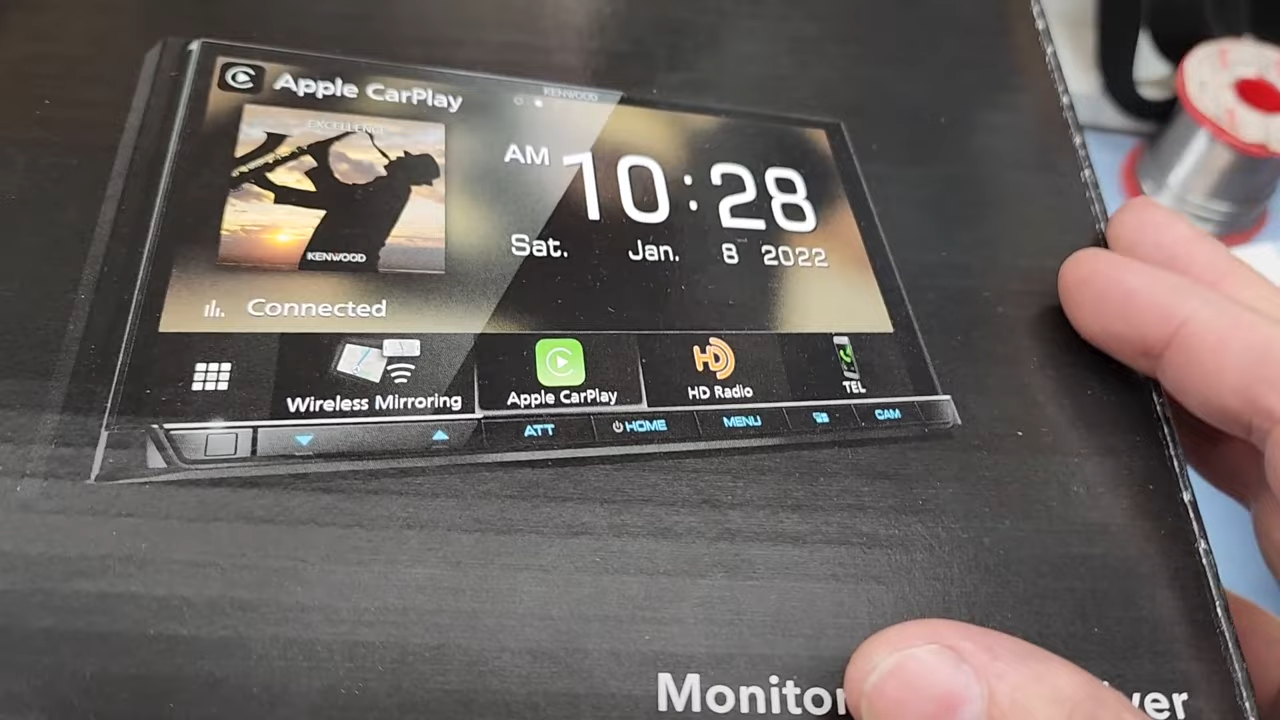 Apple CarPlay
KENWOOD
EXCELLENCE
KENWOOD
AM 10:28
Sat. Jan. 8 2022
Connected
Wireless Mirroring
Apple CarPlay
HD Radio
TEL
ATT
HOME
MENU
CAM
Monitor